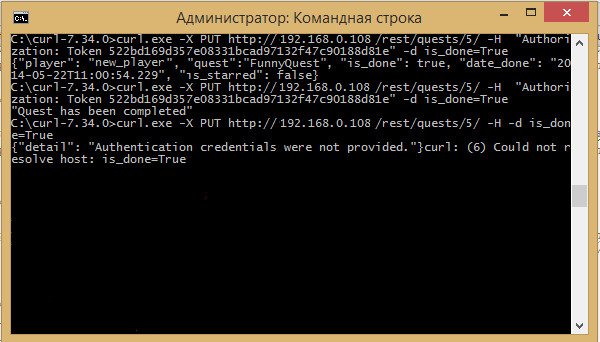 Администратор: Командная строка
C:\curl-7.34.0>curl.exe -X PUT http://192.168.0.108/rest/quests/5/ -H  "Authori
zation: Token 522bd169d357e08331bcad97132f47c90188d81e" -d is_done=True
{"player": "new_player", "quest":"FunnyQuest", "is_done": true, "date_done": "20
14-05-22T11:00:54.229", "is_starred": false}
C:\curl-7.34.0>curl.exe -X PUT http://192.168.0.108/rest/quests/5/ -H  "Authori
zation: Token 522bd169d357e08331bcad97132f47c90188d81e" -d is_done=True
"Quest has been completed"
C:\curl-7.34.0>curl.exe -X PUT http://192.168.0.108/rest/quests/5/ -H -d is_don
e=True
{"detail": "Authentication credentials were not provided."}curl: (6) Could not r
esolve host: is_done=True